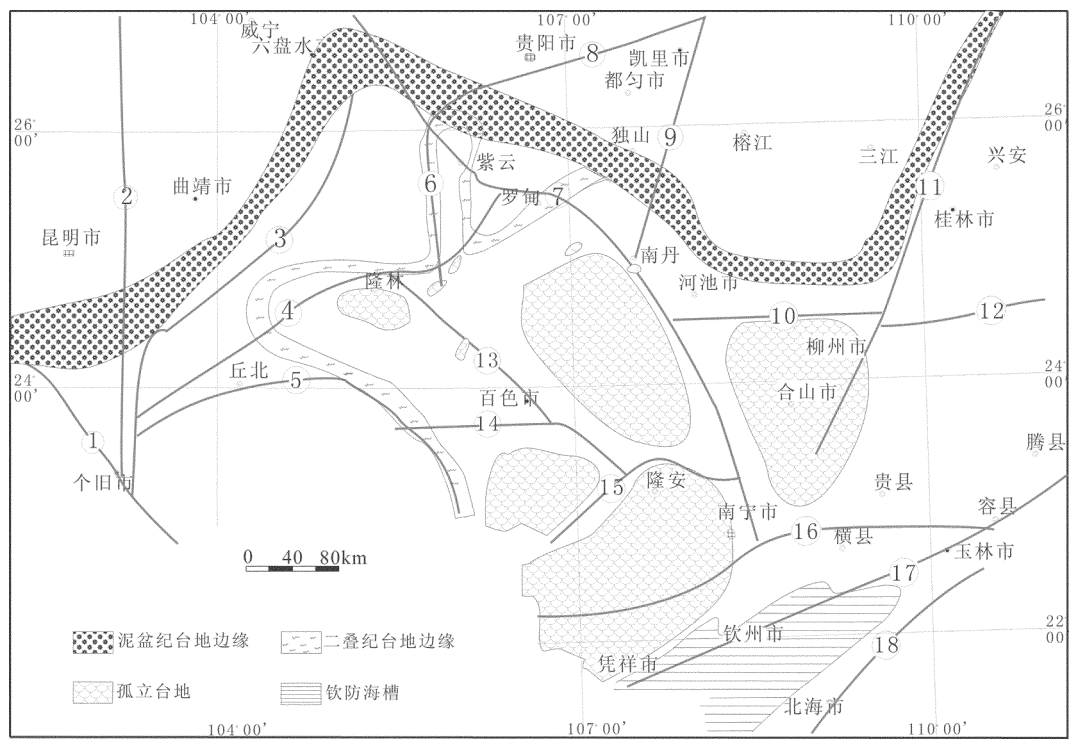 104°00'
107°00'
110°00'
威宁
六盘水
贵阳市
8
凯里市
都匀市
26°
00'
26°
00'
独山
9
榕江
三江
兴安
紫云
6
罗甸
7
11
曲靖市
2
桂林市
昆明市
3
南丹
隆林
河池市
4
10
12
柳州市
13
24°
00'
24°
00'
丘北
5
百色市
合山市
14
1
腾县
个旧市
15
隆安
贵县
南宁市
容县
16
横县
玉林市
0 40 80km
17
22°
00'
泥盆纪台地边缘
二叠纪台地边缘
钦州市
18
凭祥市
孤立台地
钦防海槽
北海市
104°00'
107°00'
110°00'